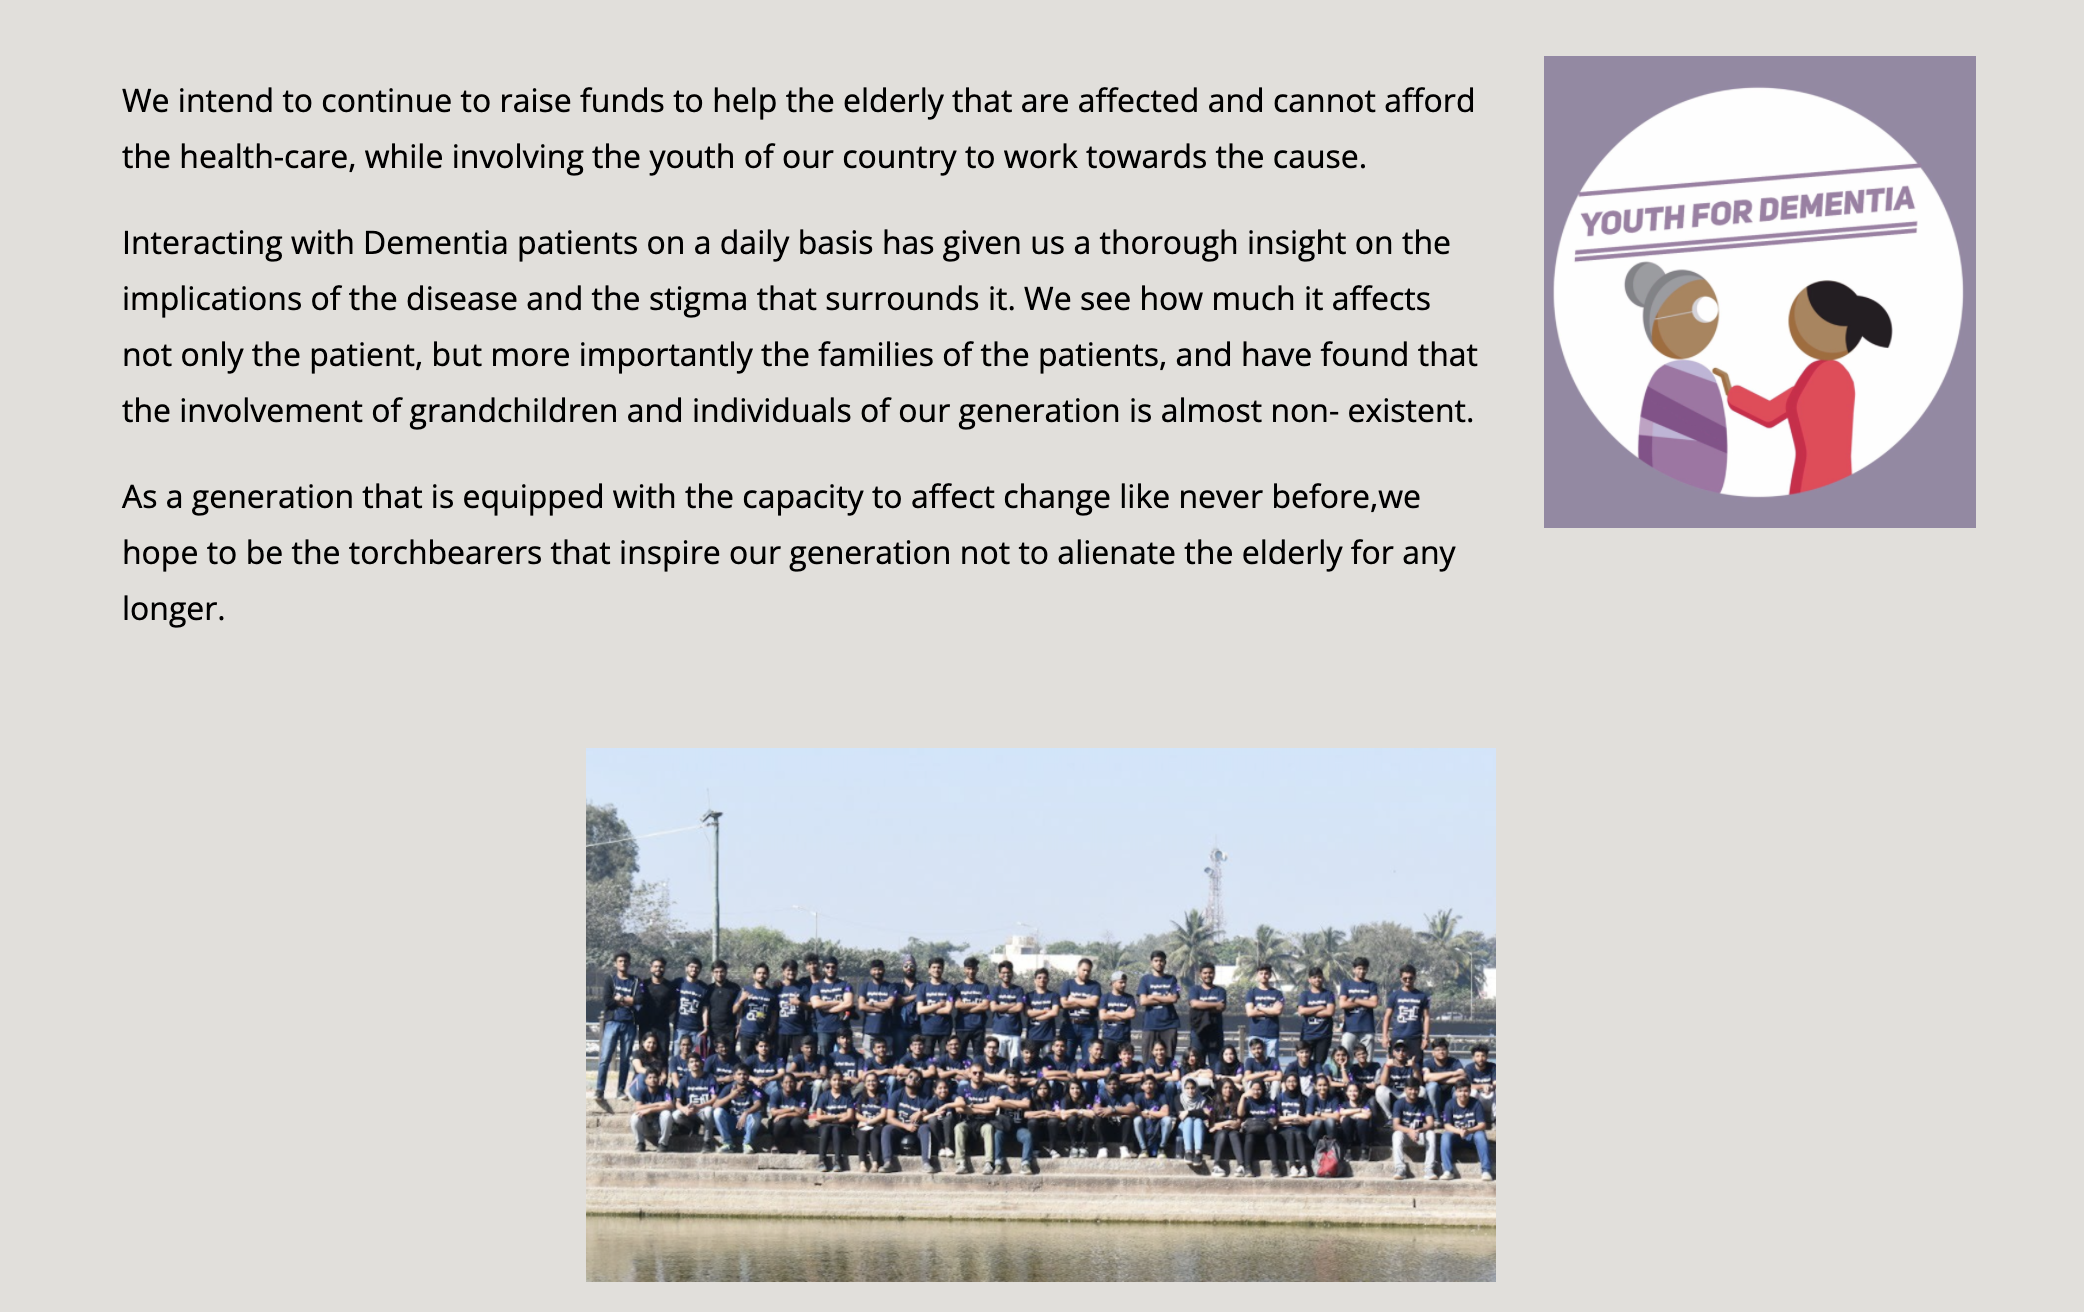 We intend to continue to raise funds to help the elderly that are affected and cannot afford
the health-care, while involving the youth of our country to work towards the cause.
Interacting with Dementia patients on a daily basis has given us a thorough insight on the
implications of the disease and the stigma that surrounds it. We see how much it affects
not only the patient, but more importantly the families of the patients, and have found that
the involvement of grandchildren and individuals of our generation is almost non- existent.
As a generation that is equipped with the capacity to affect change like never before,we
hope to be the torchbearers that inspire our generation not to alienate the elderly for any
longer.
YOUTH FOR DEMENTIA